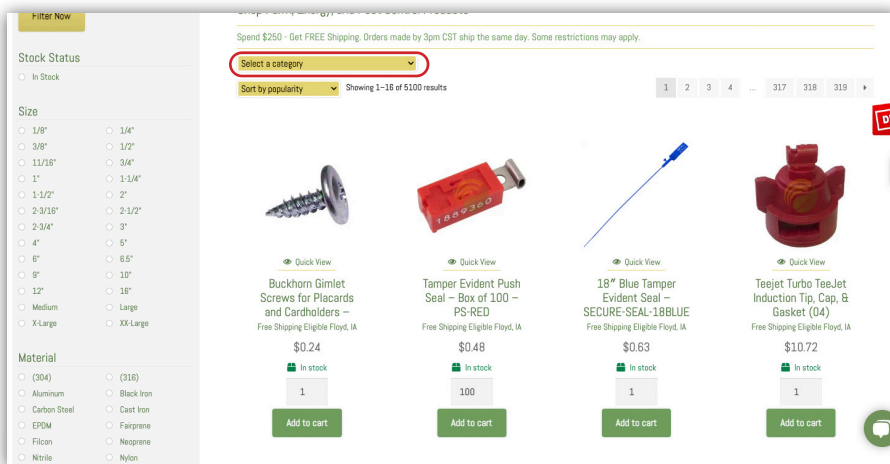 Filter Now
Stock Status
In Stock
Size
1/8"
1/4"
3/8"
1/2"
11/16"
3/4"
1"
1-1/4"
1-1/2"
2"
2-3/16"
2-1/2"
2-3/4"
3"
4"
5"
6"
6.5"
9"
10"
12"
16"
Medium
Large
X-Large
XX-Large
Material
(304)
(316)
Aluminum
Black Iron
Carbon Steel
Cast Iron
EPDM
Fairprene
Filcon
Neoprene
Nitrile
Nylon
Spend $250 - Get FREE Shipping. Orders made by 3pm CST ship the same day. Some restrictions may apply.
Select a category
Sort by popularity
Showing 1–16 of 5100 results
1 2 3 4 ... 317 318 319
1889360
Quick View
Buckhorn Gimlet
Screws for Placards
and Cardholders –
Free Shipping Eligible Floyd, IA
$0.24
In stock
1
Add to cart
Quick View
Tamper Evident Push
Seal – Box of 100 –
PS-RED
Free Shipping Eligible Floyd, IA
$0.48
In stock
100
Add to cart
Quick View
18″ Blue Tamper
Evident Seal –
SECURE-SEAL-18BLUE
Free Shipping Eligible Floyd, IA
$0.63
In stock
1
Add to cart
Quick View
Teejet Turbo TeeJet
Induction Tip, Cap, &
Gasket (04)
Free Shipping Eligible Floyd, IA
$10.72
In stock
1
Add to cart